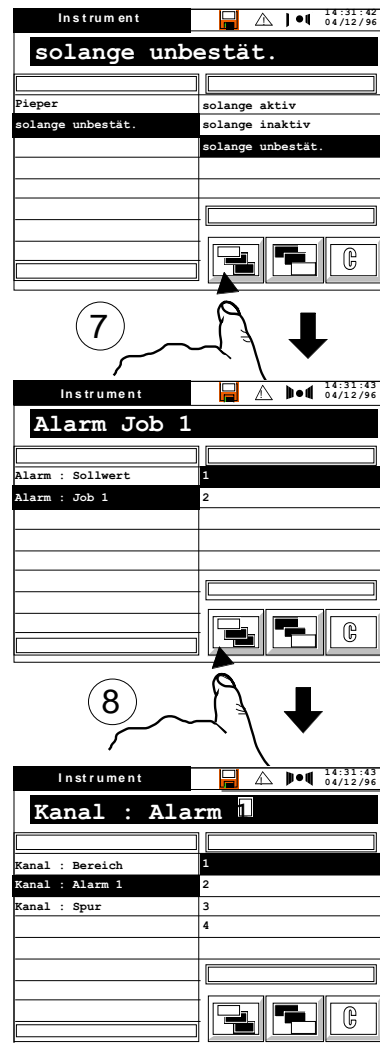 Instrument
14:31:42
04/12/96
solange unbestät.
Pieper
solange unbestät.
solange aktiv
solange inaktiv
solange unbestät.
C
7
Instrument
14:31:43
04/12/96
Alarm Job 1
Alarm : Sollwert
Alarm : Job 1
1
2
C
8
Instrument
14:31:43
04/12/96
Kanal : Alarm 1
Kanal : Bereich
Kanal : Alarm 1
Kanal : Spur
1
2
3
4
C